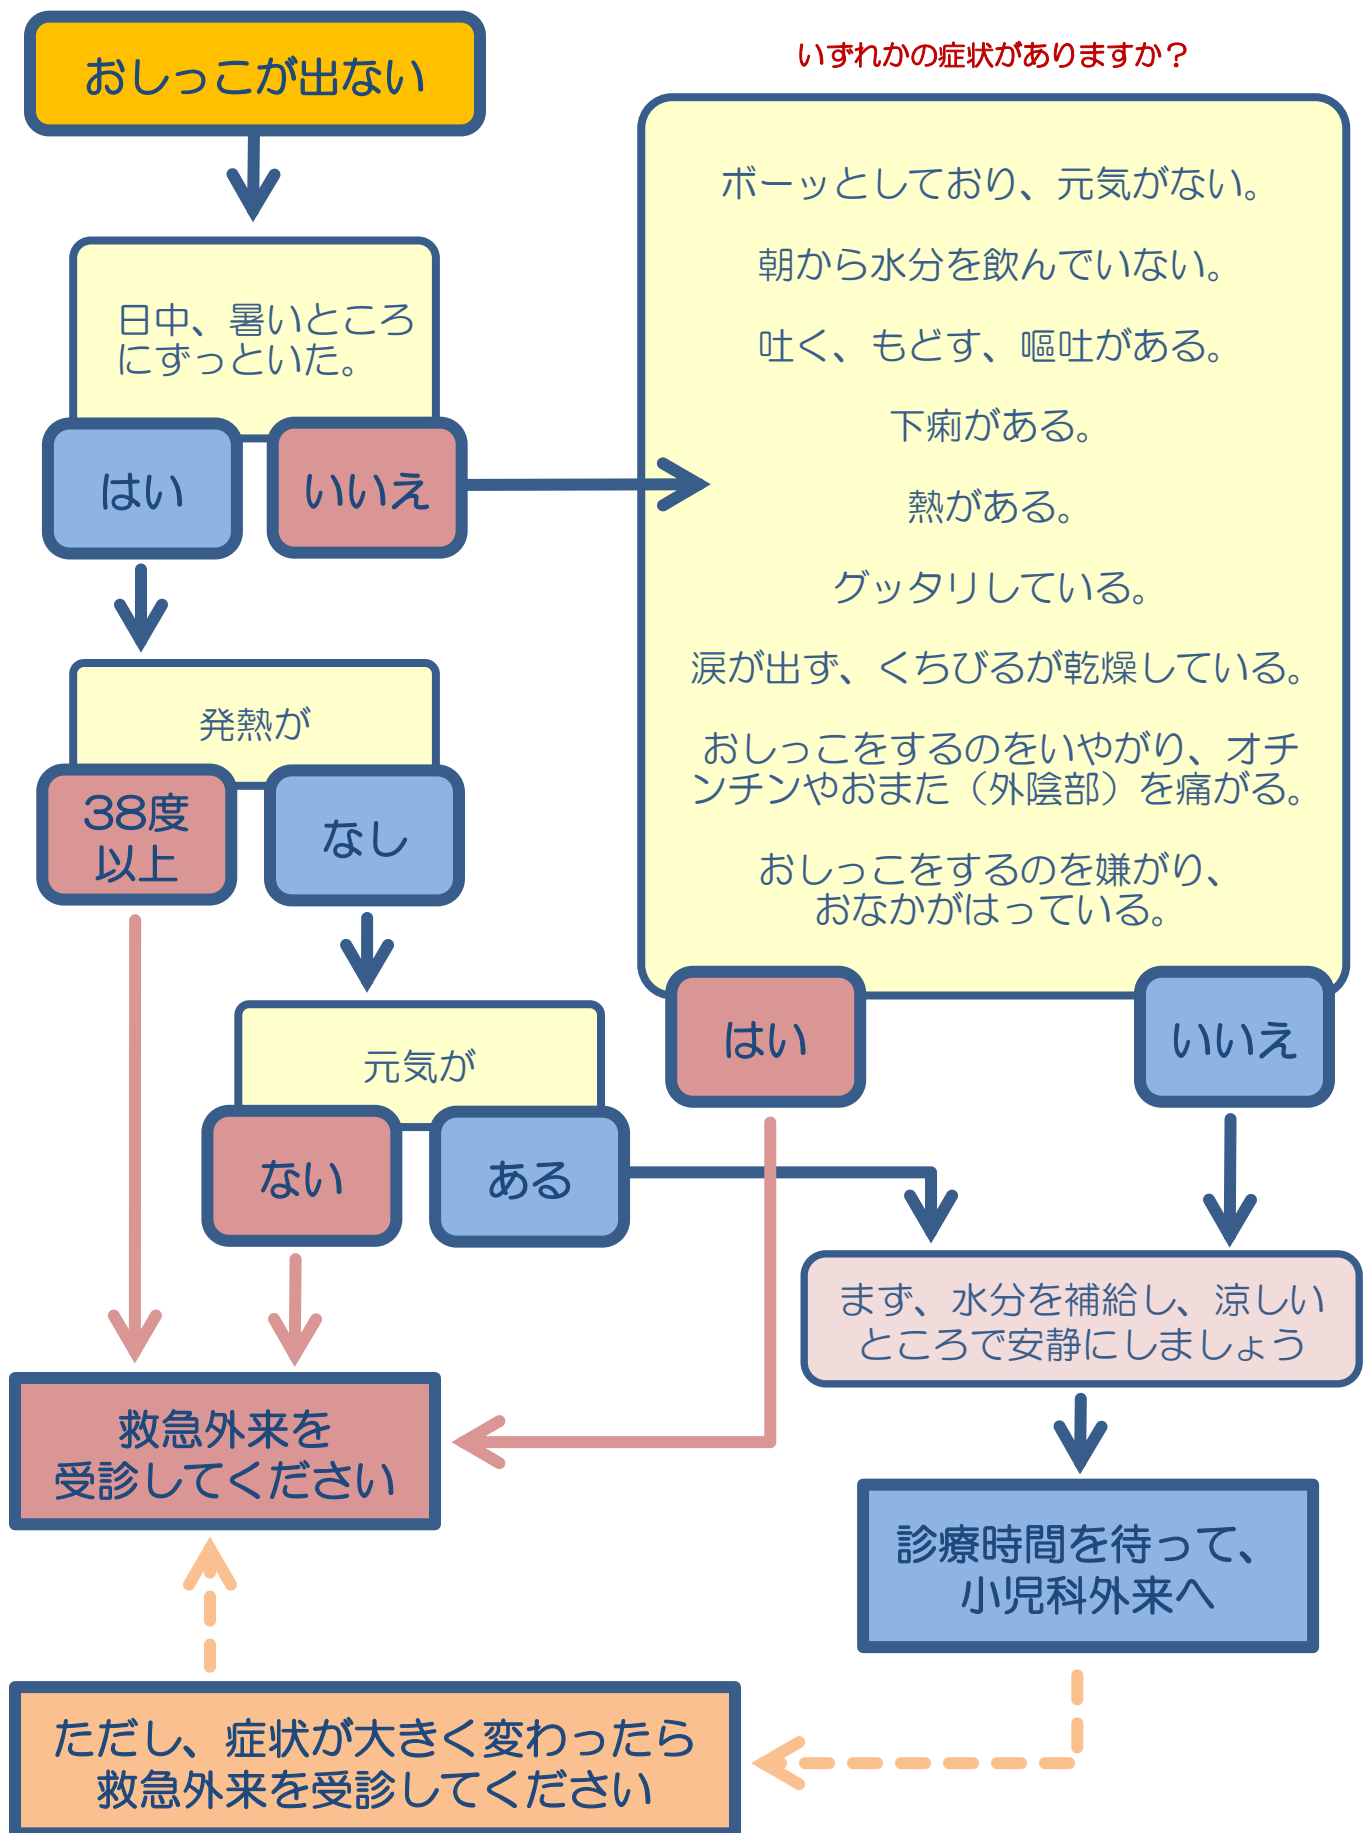 おしっこが出ない
日中、暑いところ
にずっといた。
はい
いいえ
発熱が
38度
以上
なし
元気が
ない
ある
いずれかの症状がありますか？
ボーッとしており、元気がない。
朝から水分を飲んでいない。
吐く、もどす、嘔吐がある。
下痢がある。
熱がある。
グッタリしている。
涙が出ず、くちびるが乾燥している。
おしっこをするのをいやがり、オチ
ンチンやおまた（外陰部）を痛がる。
おしっこをするのを嫌がり、
おなかがはっている。
はい
いいえ
まず、水分を補給し、涼しい
ところで安静にしましょう
救急外来を
受診してください
診療時間を待って、
小児科外来へ
ただし、症状が大きく変わったら
救急外来を受診してください